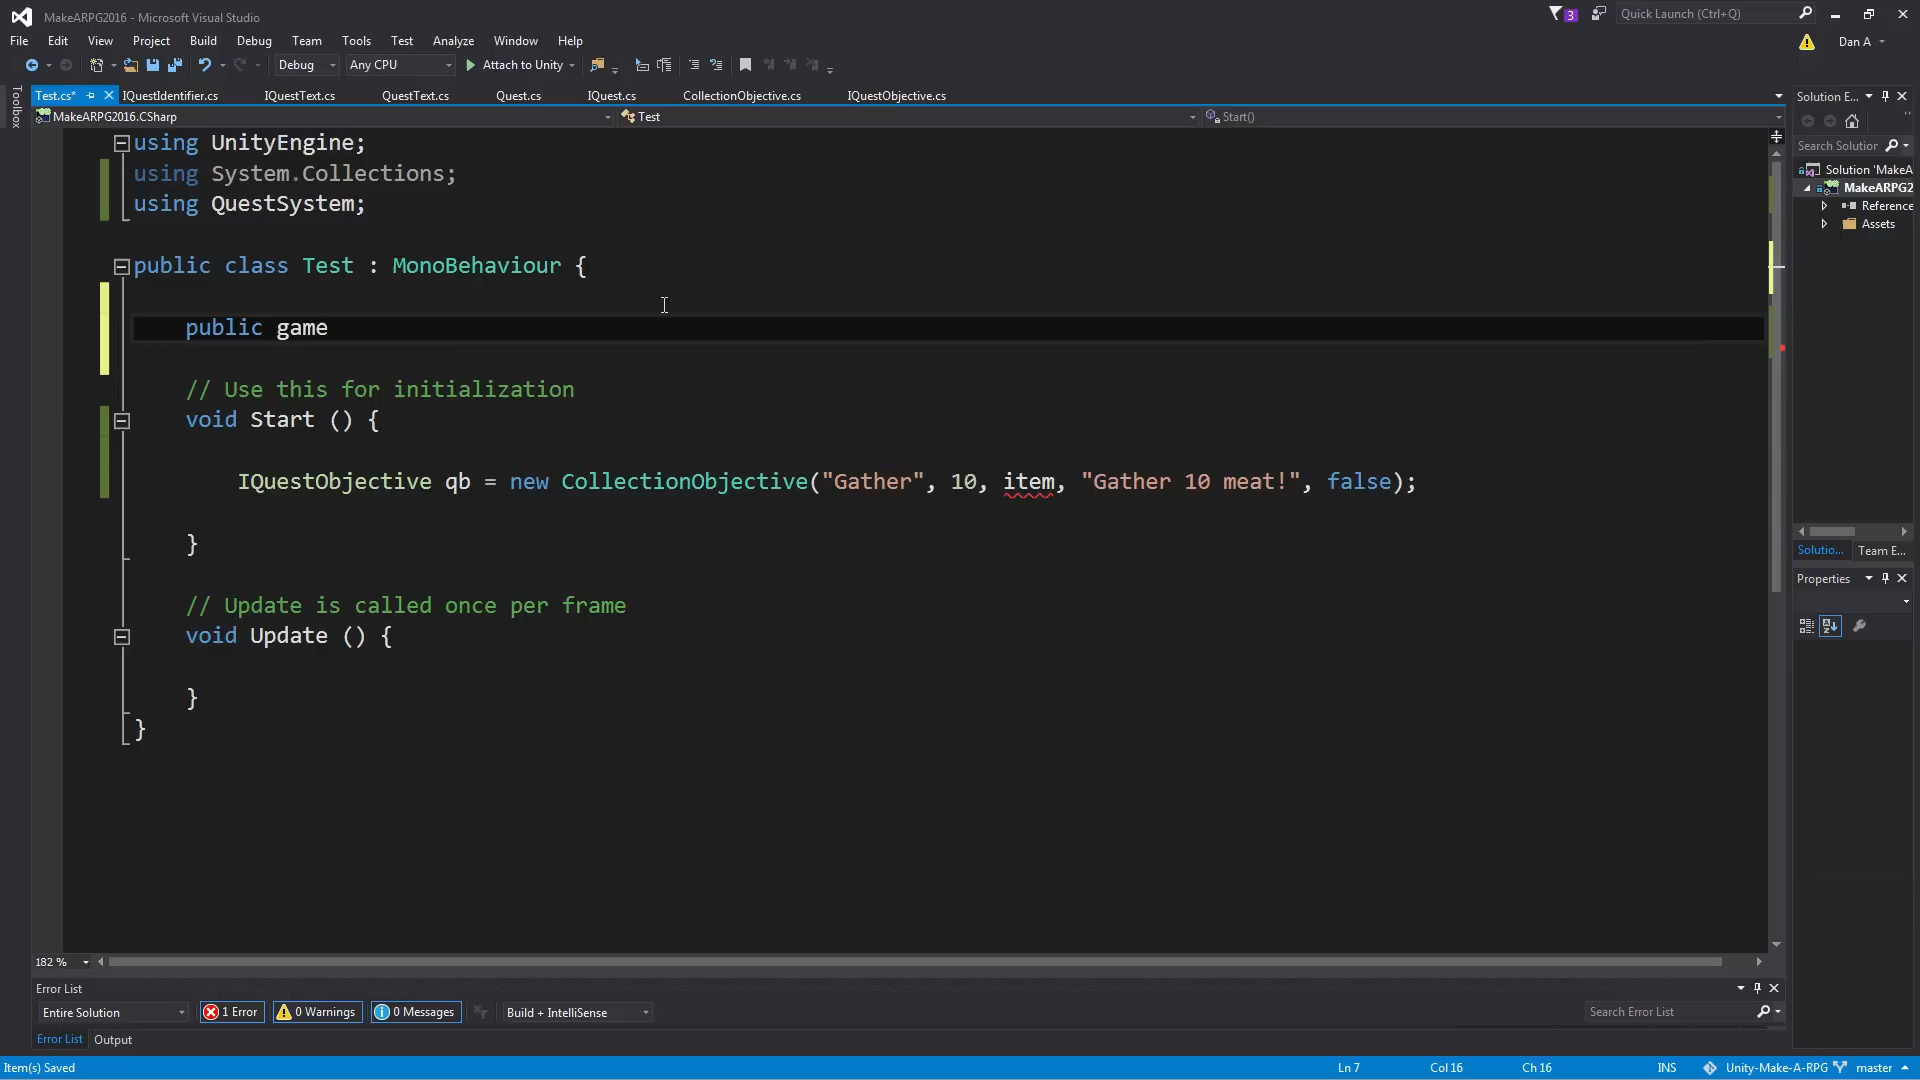 MakeARPG2016 - Microsoft Visual Studio
3
Quick Launch (Ctrl+Q)
File Edit View Project Build Debug Team Tools Test Analyze Window Help
Dan A
Debug Any CPU Attach to Unity
Toolbox
Test.cs* IQuestIdentifier.cs IQuestText.cs QuestText.cs Quest.cs IQuest.cs CollectionObjective.cs IQuestObjective.cs
MakeARPG2016.CSharp Test Start()
using UnityEngine;
using System.Collections;
using QuestSystem;
public class Test : MonoBehaviour {
public game
// Use this for initialization
void Start () {
IQuestObjective qb = new CollectionObjective("Gather", 10, item, "Gather 10 meat!", false);
}
// Update is called once per frame
void Update () {
}
}
Solution E...
Search Solution
Solution 'MakeA
MakeARPG2
Reference
Assets
Solutio... Team E...
Properties
182 %
Error List
Entire Solution 1 Error 0 Warnings 0 Messages Build + IntelliSense Search Error List
Error List Output
Item(s) Saved Ln 7 Col 16 Ch 16 INS Unity-Make-A-RPG master